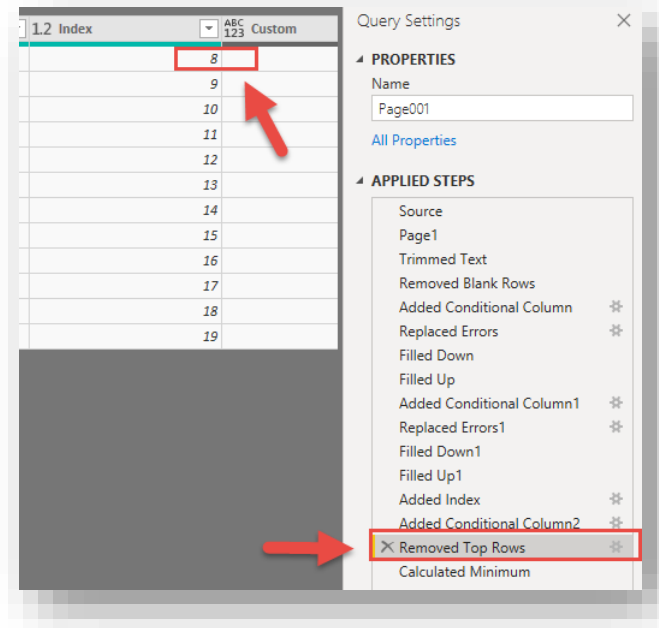 1.2 Index
ABC
123 Custom
8
9
10
11
12
13
14
15
16
17
18
19
Query Settings
PROPERTIES
Name
Page001
All Properties
APPLIED STEPS
Source
Page1
Trimmed Text
Removed Blank Rows
Added Conditional Column
Replaced Errors
Filled Down
Filled Up
Added Conditional Column1
Replaced Errors1
Filled Down1
Filled Up1
Added Index
Added Conditional Column2
Removed Top Rows
Calculated Minimum